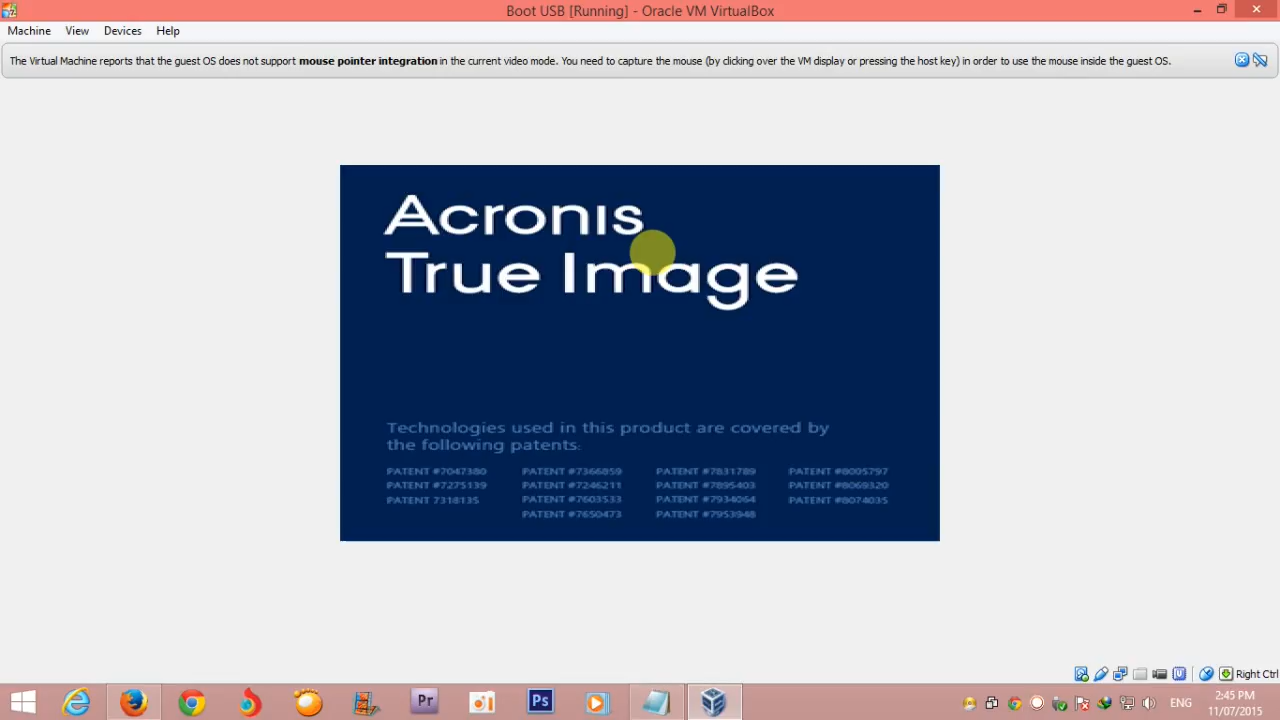 Boot USB [Running] - Oracle VM VirtualBox
Machine View Devices Help
The Virtual Machine reports that the guest OS does not support mouse pointer integration in the current video mode. You need to capture the mouse (by clicking over the VM display or pressing the host key) in order to use the mouse inside the guest OS.
Acronis
True Image
Technologies used in this product are covered by
the following patents:
PATENT #7047380 PATENT #7366859 PATENT #7831789 PATENT #8005797
PATENT #7275139 PATENT #7246211 PATENT #7895403 PATENT #8069320
PATENT 7318135 PATENT #7603533 PATENT #7934064 PATENT #8074035
PATENT #7650473 PATENT #7953948
Right Ctrl
Pr
Ps
ENG
2:45 PM
11/07/2015